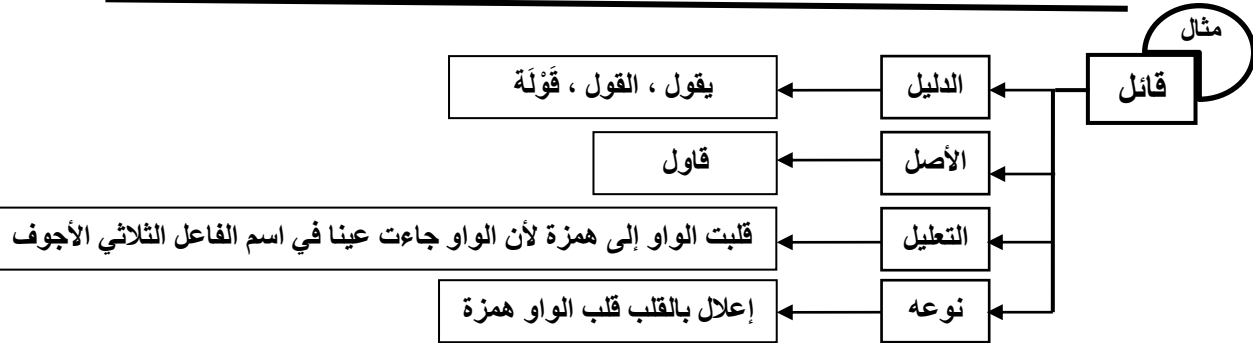 مثال
قائل
الدليل
يقول ، القول ، قَوْلَة
الأصل
قاول
التعليل
قلبت الواو إلى همزة لأن الواو جاءت عينا في اسم الفاعل الثلاثي الأجوف
نوعه
إعلال بالقلب قلب الواو همزة